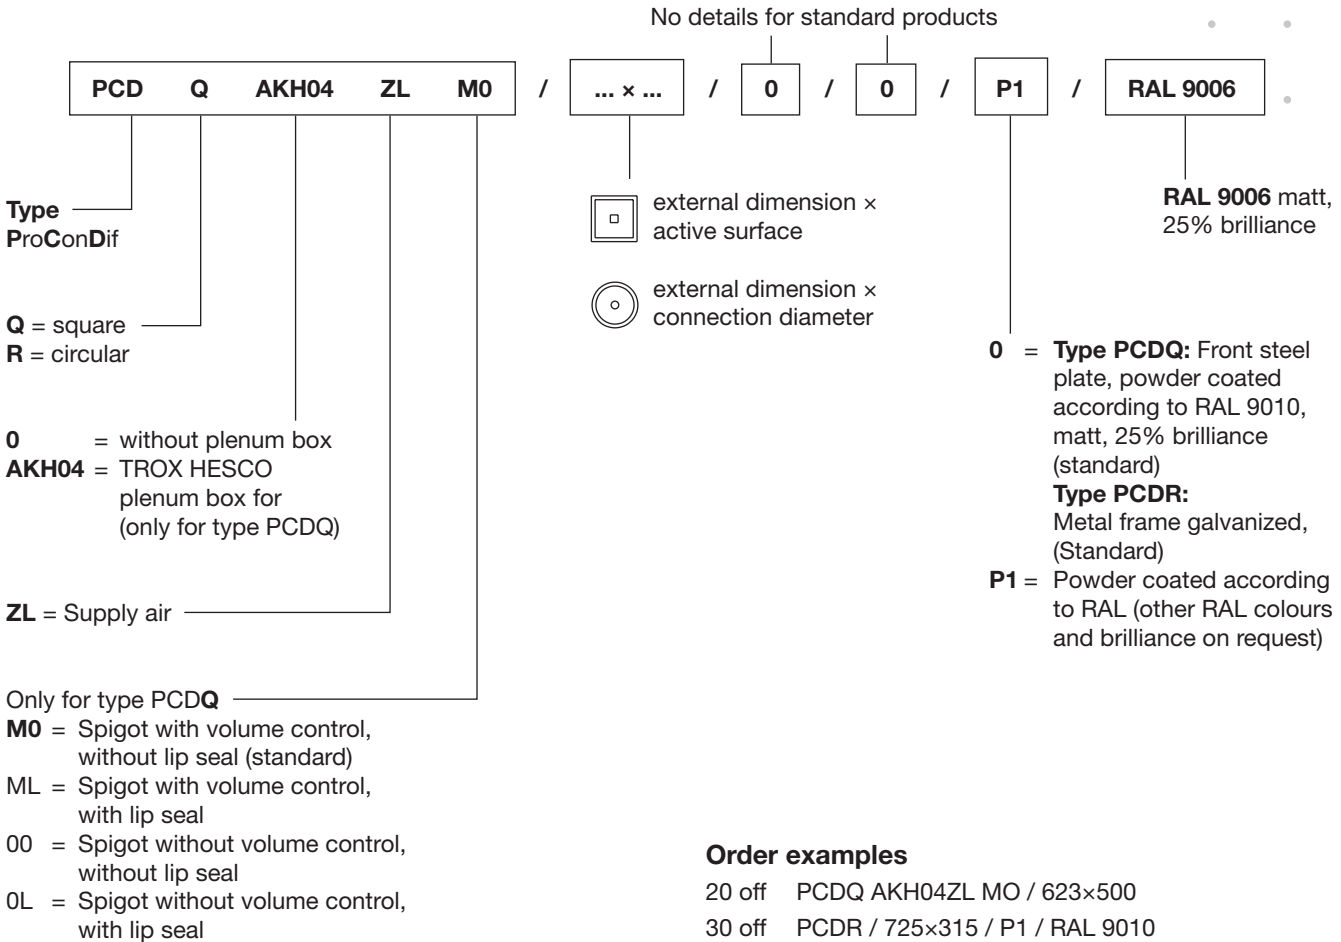 No details for standard products
PCD Q AKH04 ZL M0 / ... × ... / 0 / 0 / P1 / RAL 9006
Type
ProConDif
Q = square
R = circular
0 = without plenum box
AKH04 = TROX HESCO
plenum box for
(only for type PCDQ)
ZL = Supply air
Only for type PCDQ
M0 = Spigot with volume control,
without lip seal (standard)
ML = Spigot with volume control,
with lip seal
00 = Spigot without volume control,
without lip seal
0L = Spigot without volume control,
with lip seal
external dimension ×
active surface
external dimension ×
connection diameter
RAL 9006 matt,
25% brilliance
0 = Type PCDQ: Front steel
plate, powder coated
according to RAL 9010,
matt, 25% brilliance
(standard)
Type PCDR:
Metal frame galvanized,
(Standard)
P1 = Powder coated according
to RAL (other RAL colours
and brilliance on request)
Order examples
20 off PCDQ AKH04ZL MO / 623×500
30 off PCDR / 725×315 / P1 / RAL 9010